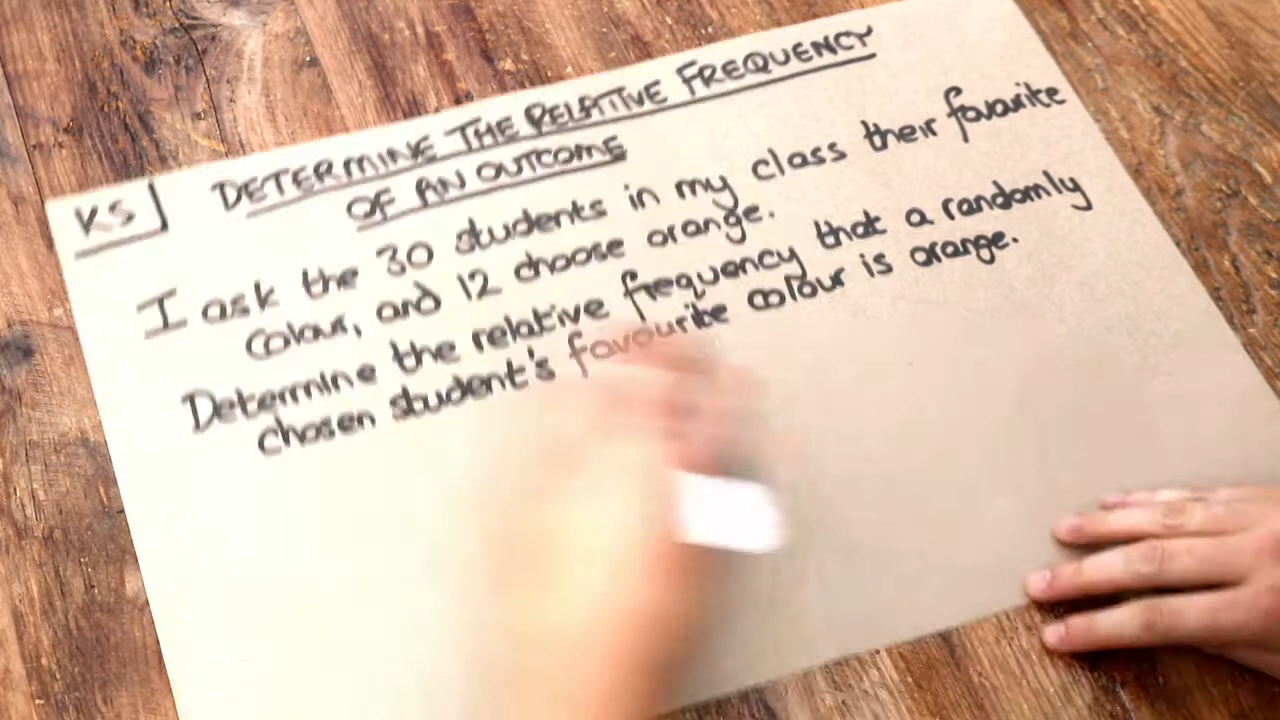 K5
DETERMINE THE RELATIVE FREQUENCY
OF AN OUTCOME
I ask the 30 students in my class their favourite
colour, and 12 choose orange.
Determine the relative frequency that a randomly
chosen student's favourite colour is orange.